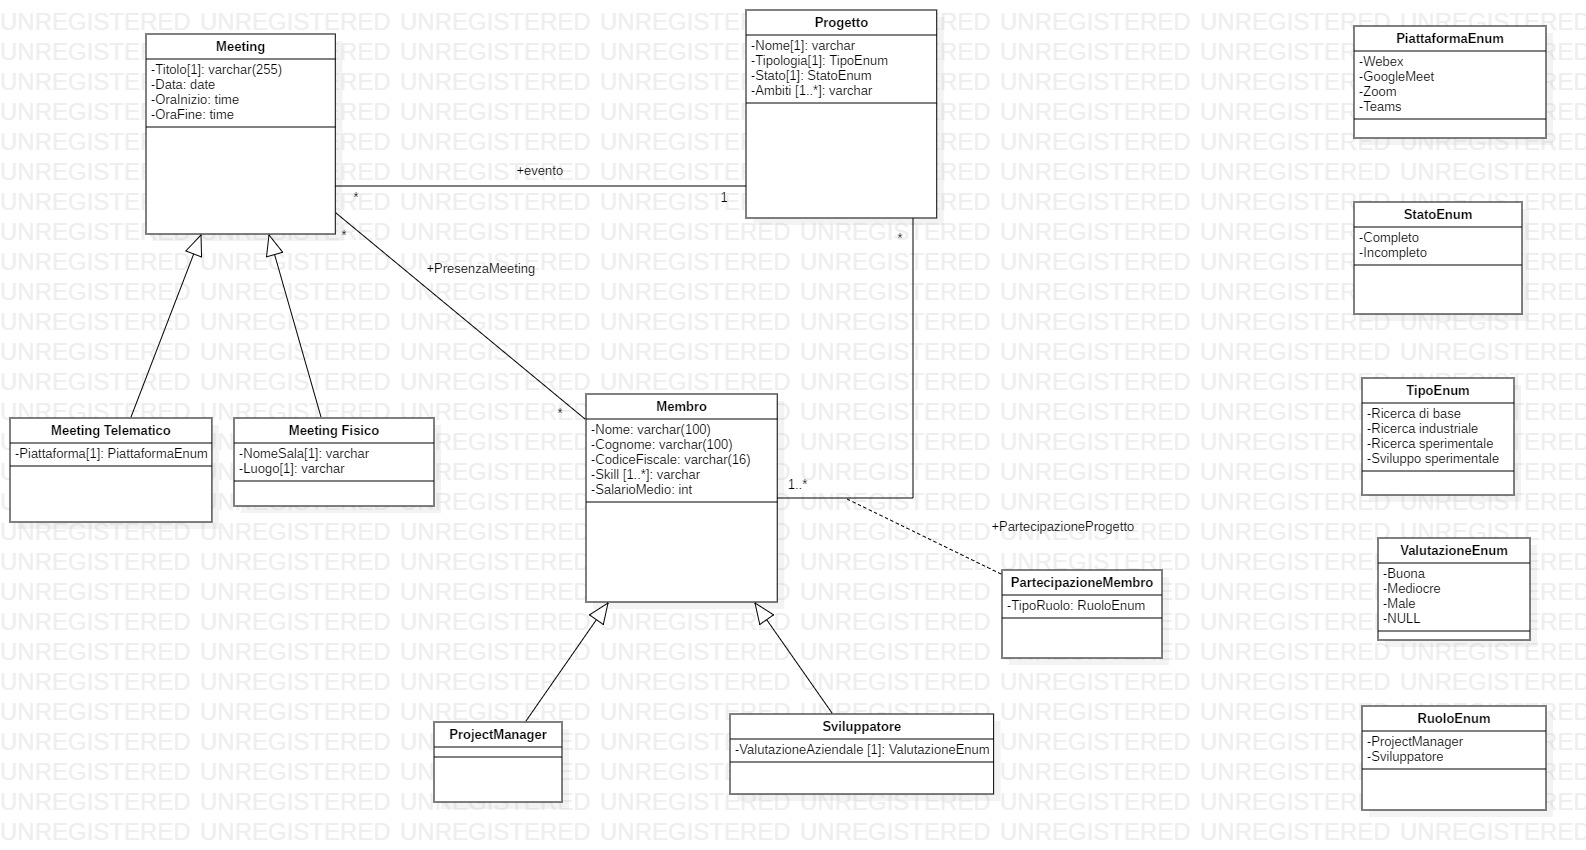 Meeting
-Titolo[1]: varchar(255)
-Data: date
-OraInizio: time
-OraFine: time
Progetto
-Nome[1]: varchar
-Tipologia[1]: TipoEnum
-Stato[1]: StatoEnum
-Ambiti [1..*]: varchar
+evento
*
1
*
+PresenzaMeeting
*
*
1..*
Meeting Telematico
-Piattaforma[1]: PiattaformaEnum
Meeting Fisico
-NomeSala[1]: varchar
-Luogo[1]: varchar
Membro
-Nome: varchar(100)
-Cognome: varchar(100)
-CodiceFiscale: varchar(16)
-Skill [1..*]: varchar
-SalarioMedio: int
+PartecipazioneProgetto
PartecipazioneMembro
-TipoRuolo: RuoloEnum
ProjectManager
Sviluppatore
-ValutazioneAziendale [1]: ValutazioneEnum
PiattaformaEnum
-Webex
-GoogleMeet
-Zoom
-Teams
StatoEnum
-Completo
-Incompleto
TipoEnum
-Ricerca di base
-Ricerca industriale
-Ricerca sperimentale
-Sviluppo sperimentale
ValutazioneEnum
-Buona
-Mediocre
-Male
-NULL
RuoloEnum
-ProjectManager
-Sviluppatore
UNREGISTERED